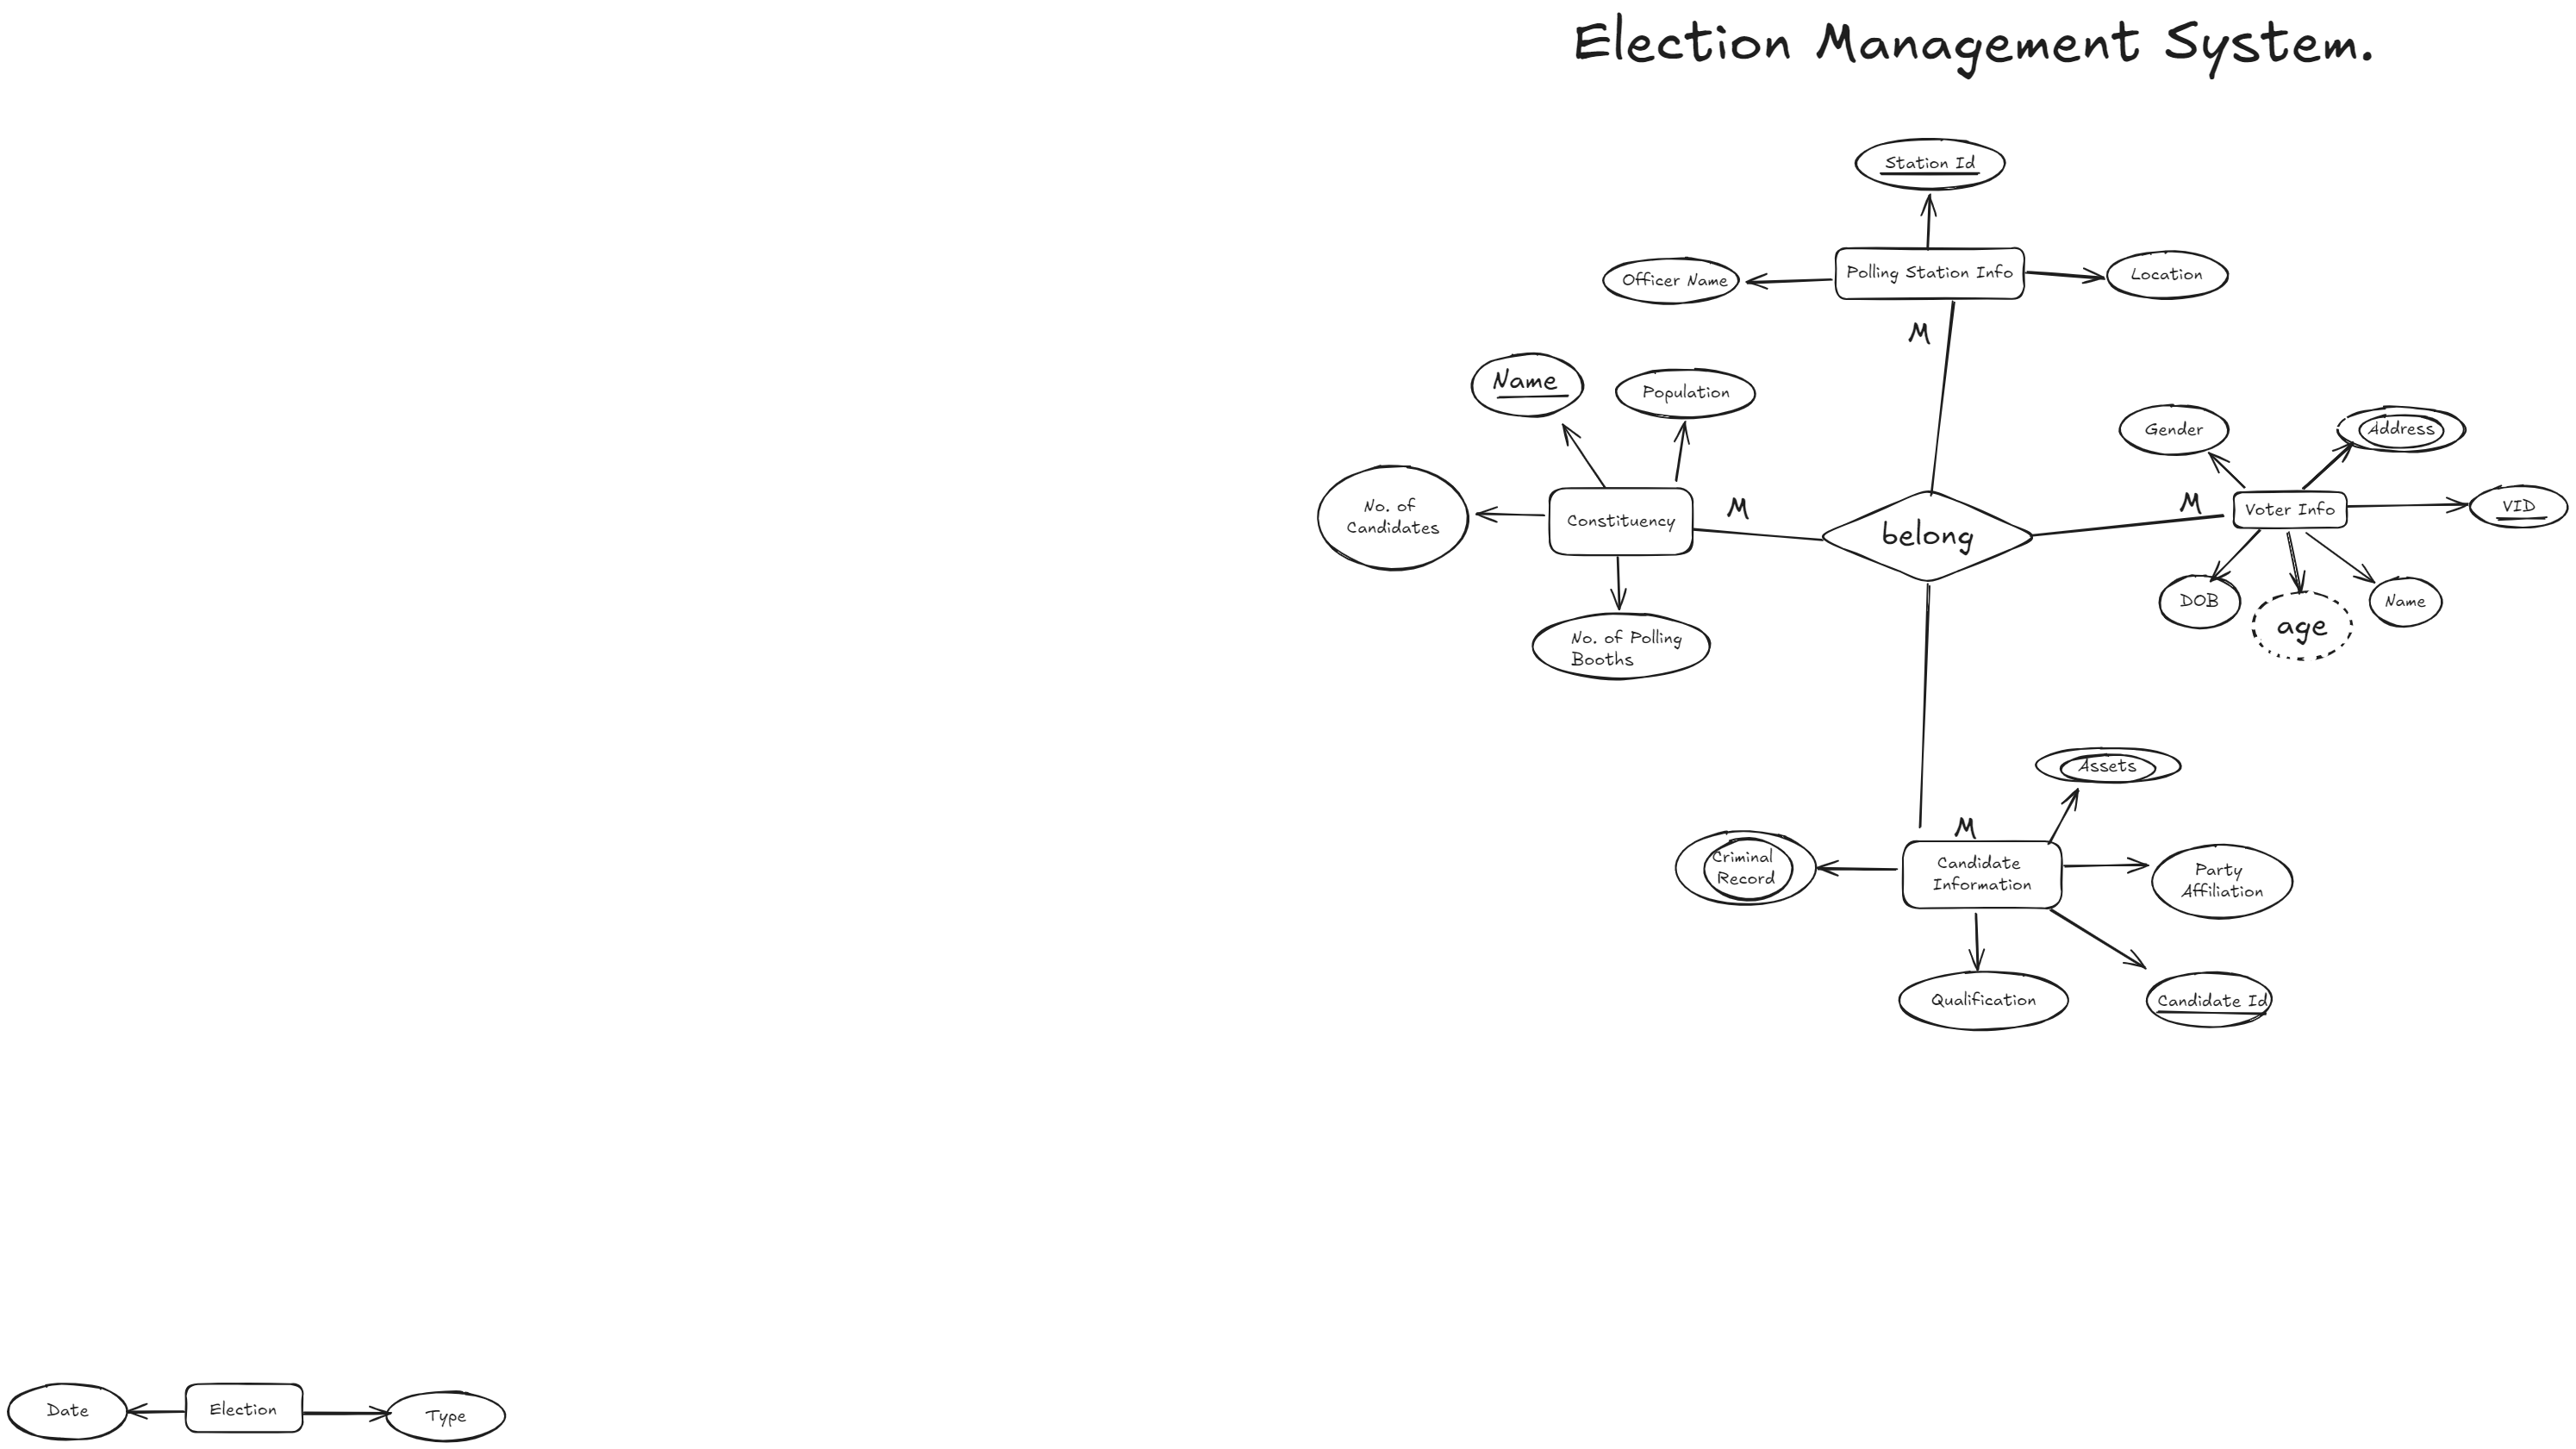 Election Management System.
Station Id
Officer Name
Polling Station Info
Location
M
Name
Population
Gender
Address
No. of
Candidates
Constituency
M
belong
M
Voter Info
VID
DOB
age
Name
No. of Polling
Booths
Assets
M
Criminal
Record
Candidate
Information
Party
Affiliation
Qualification
Candidate Id
Date
Election
Type